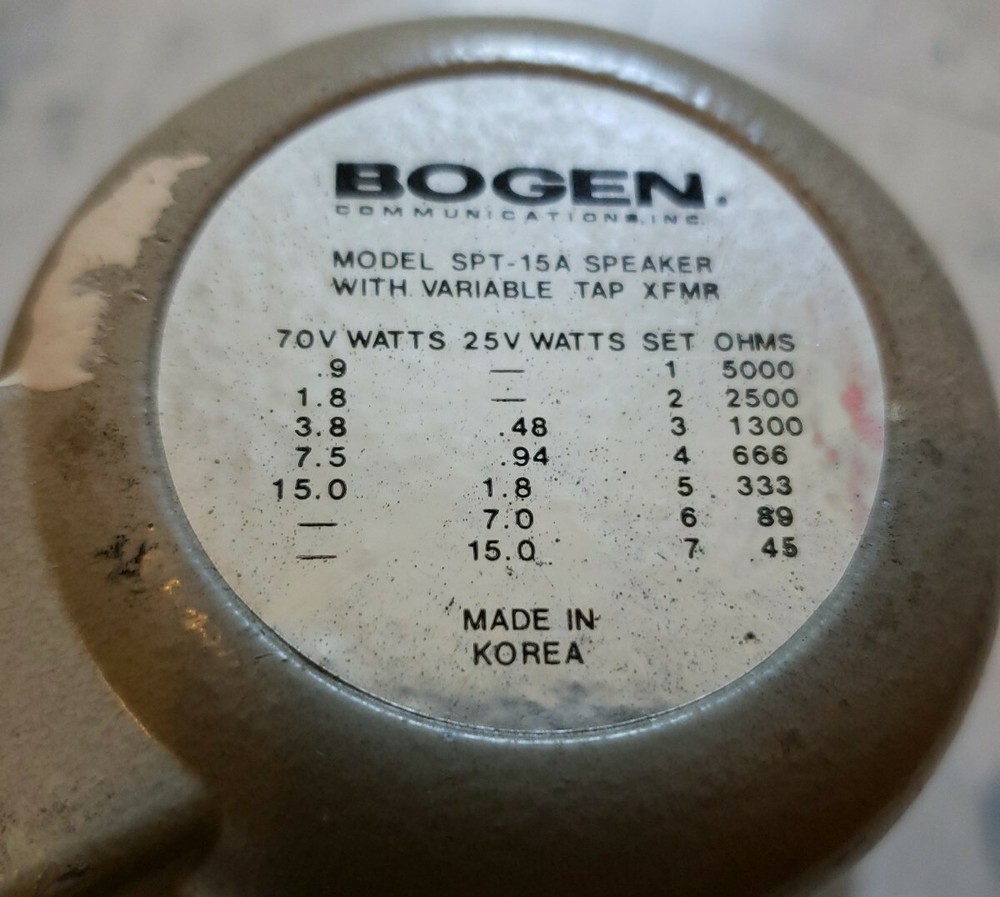 BOGEN.
COMMUNICATIONS, INC.
MODEL SPT-15A SPEAKER
WITH VARIABLE TAP XFMR
70V WATTS 25V WATTS SET OHMS
.9 — 1 5000
1.8 — 2 2500
3.8 .48 3 1300
7.5 .94 4 666
15.0 1.8 5 333
— 7.0 6 89
— 15.0 7 45
MADE IN
KOREA